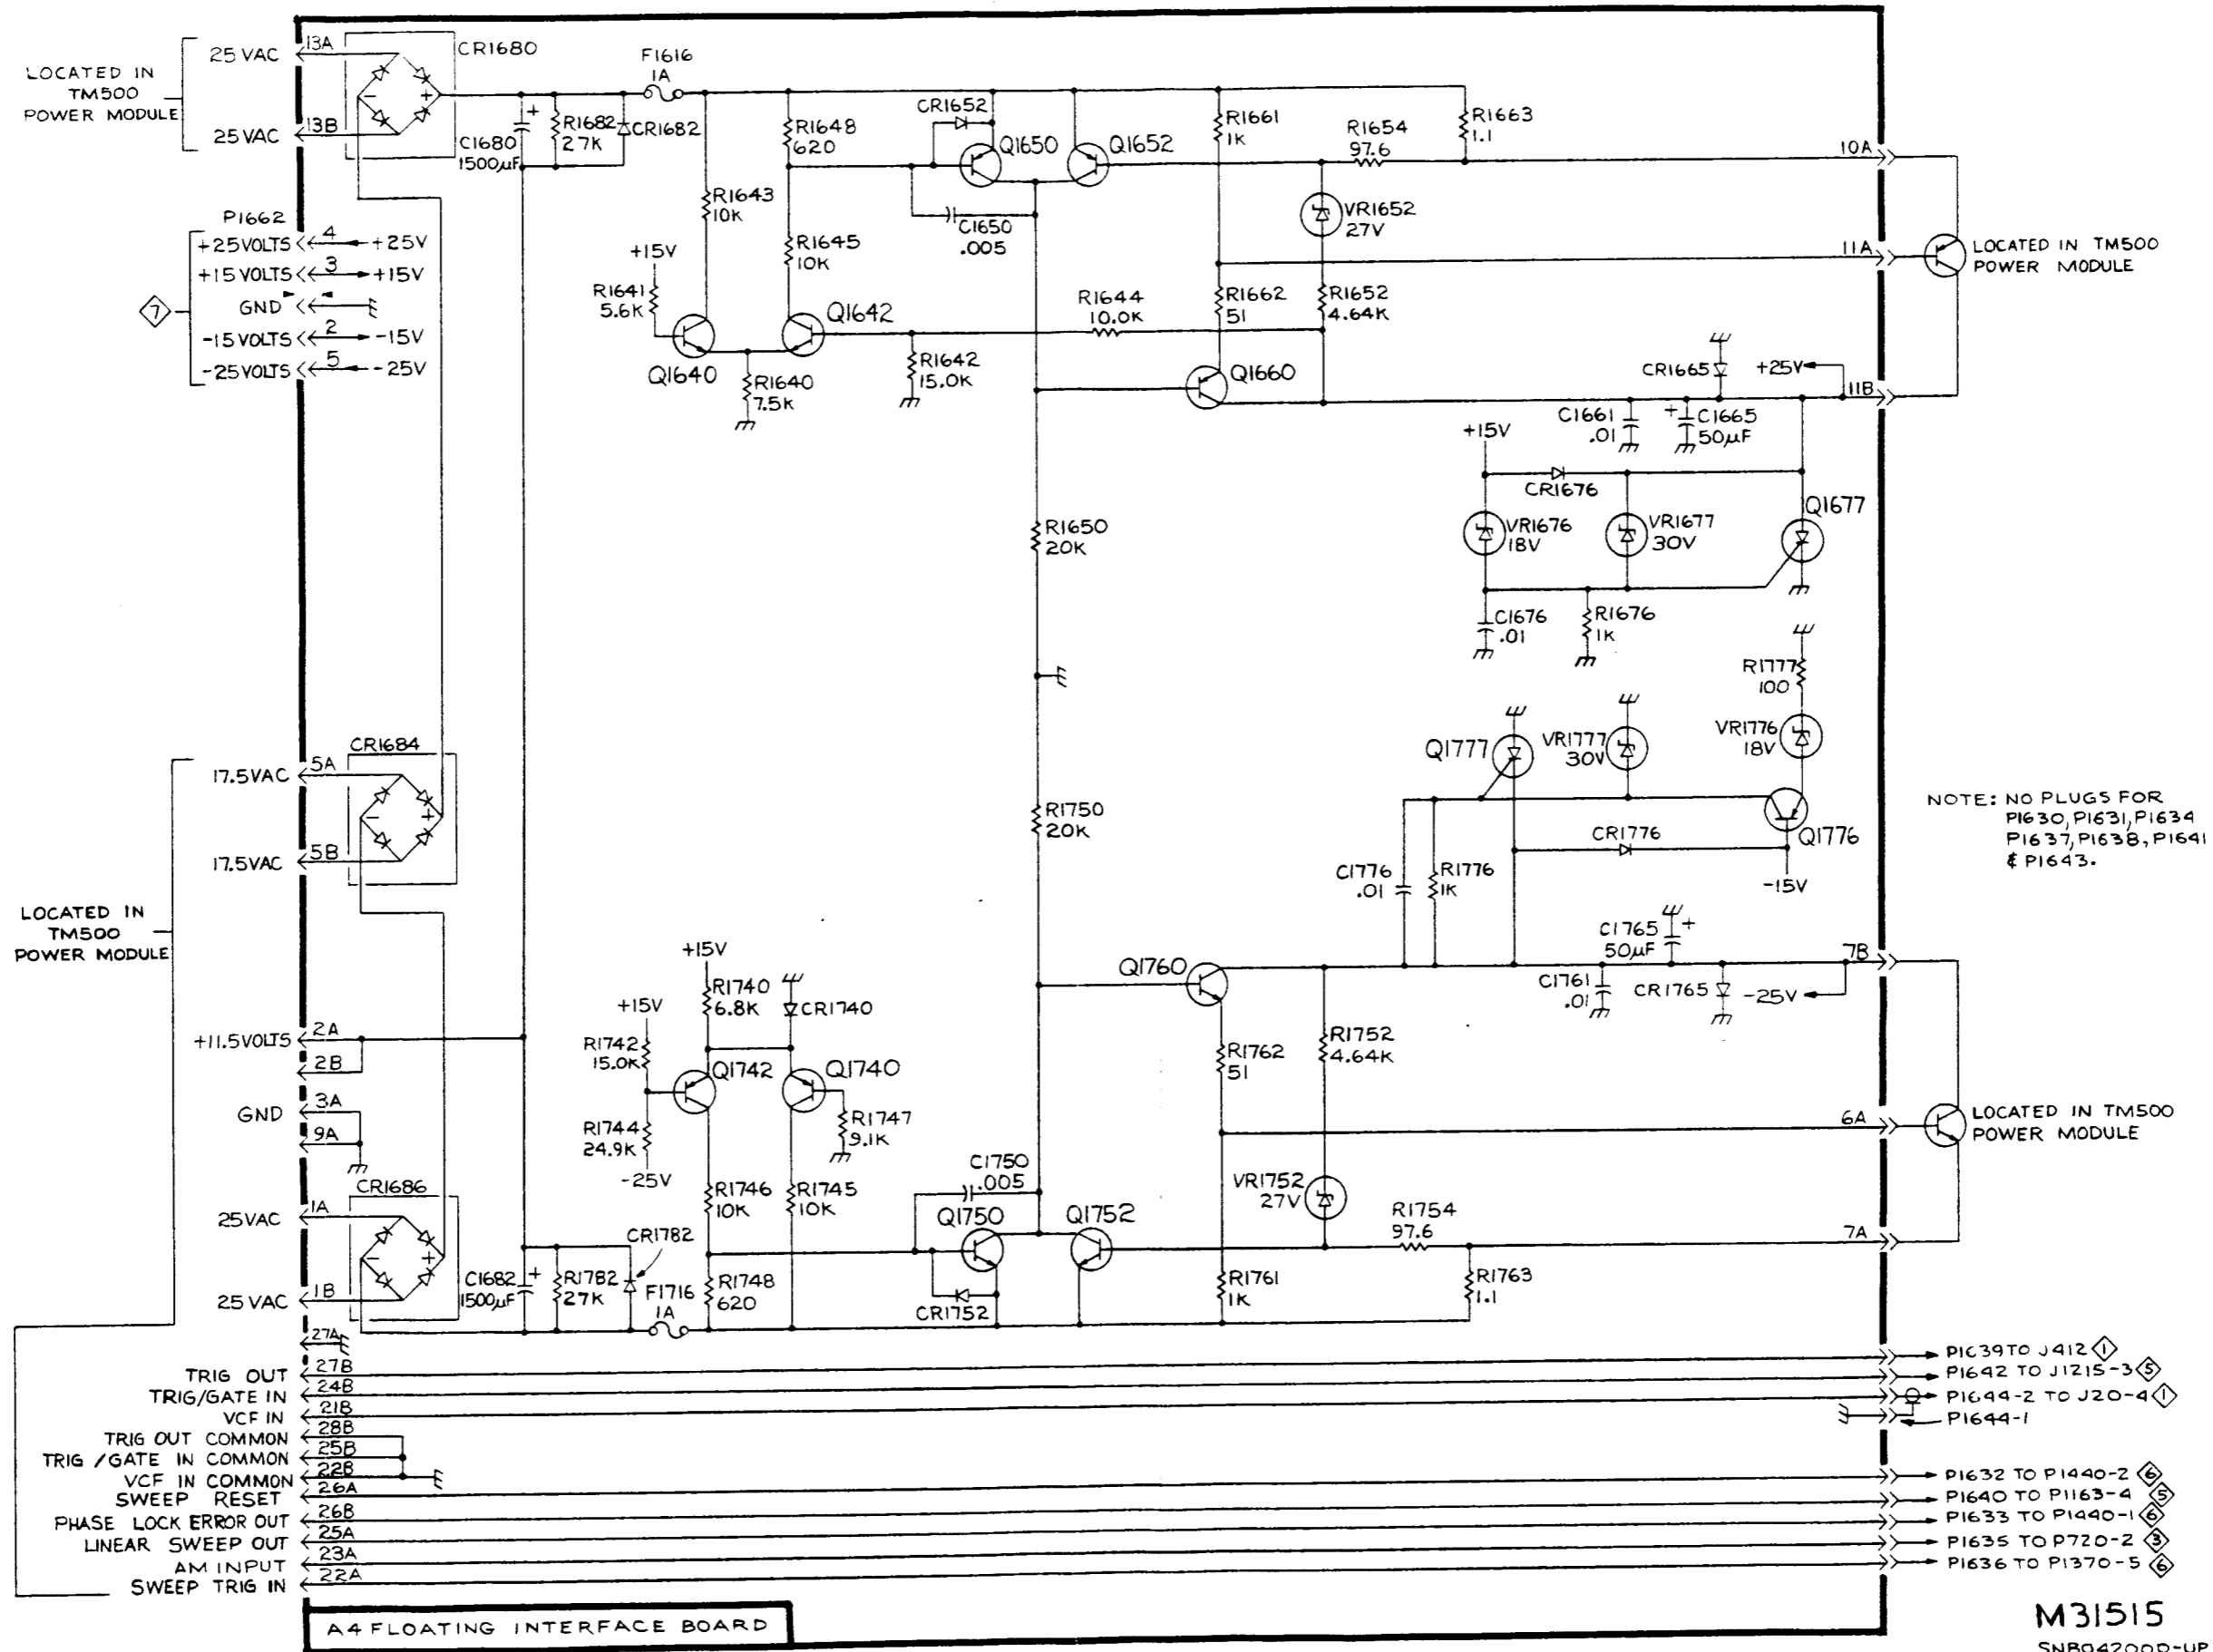 LOCATED IN
TM500
POWER MODULE
25 VAC
13A
25 VAC
13B
CR1680
F1616
1A
C1680
1500µF
+
R1682
27K
CR1682
R1648
620
CR1652
Q1650
Q1652
R1661
1K
R1654
97.6
R1663
1.1
10A
R1643
10K
C1650
.005
VR1652
27V
P1662
+25VOLTS
4
+25V
+15VOLTS
3
+15V
GND
-15VOLTS
2
-15V
-25VOLTS
5
-25V
7
+15V
R1641
5.6K
R1645
10K
Q1640
Q1642
R1640
7.5K
R1642
15.0K
R1644
10.0K
R1662
51
R1652
4.64K
Q1660
11A
LOCATED IN TM500
POWER MODULE
CR1665
+25V
11B
C1661
.01
+
C1665
50µF
+15V
CR1676
Q1677
VR1676
18V
VR1677
30V
C1676
.01
R1676
1K
R1650
20K
R1777
100
Q1777
VR1777
30V
VR1776
18V
R1750
20K
CR1776
Q1776
C1776
.01
R1776
1K
-15V
NOTE: NO PLUGS FOR
P1630, P1631, P1634
P1637, P1638, P1641
& P1643.
CR1684
17.5VAC
5A
17.5VAC
5B
LOCATED IN
TM500
POWER MODULE
+11.5VOLTS
2A
2B
GND
3A
9A
+15V
R1740
6.8K
CR1740
+15V
R1742
15.0K
Q1742
Q1740
R1744
24.9K
-25V
R1747
9.1K
R1746
10K
R1745
10K
Q1760
C1765
50µF
+
7B
C1761
.01
CR1765
-25V
R1762
51
R1752
4.64K
6A
LOCATED IN TM500
POWER MODULE
C1750
.005
Q1750
Q1752
VR1752
27V
R1754
97.6
7A
CR1686
25VAC
1A
25 VAC
1B
C1682
1500µF
+
R1782
27K
CR1782
F1716
1A
R1748
620
CR1752
R1761
1K
R1763
1.1
27A
TRIG OUT
27B
P1639 TO J412
1
TRIG/GATE IN
24B
P1642 TO J1215-3
5
VCF IN
21B
P1644-2 TO J20-4
1
P1644-1
TRIG OUT COMMON
28B
TRIG /GATE IN COMMON
25B
VCF IN COMMON
22B
SWEEP RESET
26A
P1632 TO P1440-2
6
PHASE LOCK ERROR OUT
26B
P1640 TO P1163-4
5
LINEAR SWEEP OUT
25A
P1633 TO P1440-1
6
AM INPUT
23A
P1635 TO P720-2
3
SWEEP TRIG IN
22A
P1636 TO P1370-5
6
A4 FLOATING INTERFACE BOARD
M31515